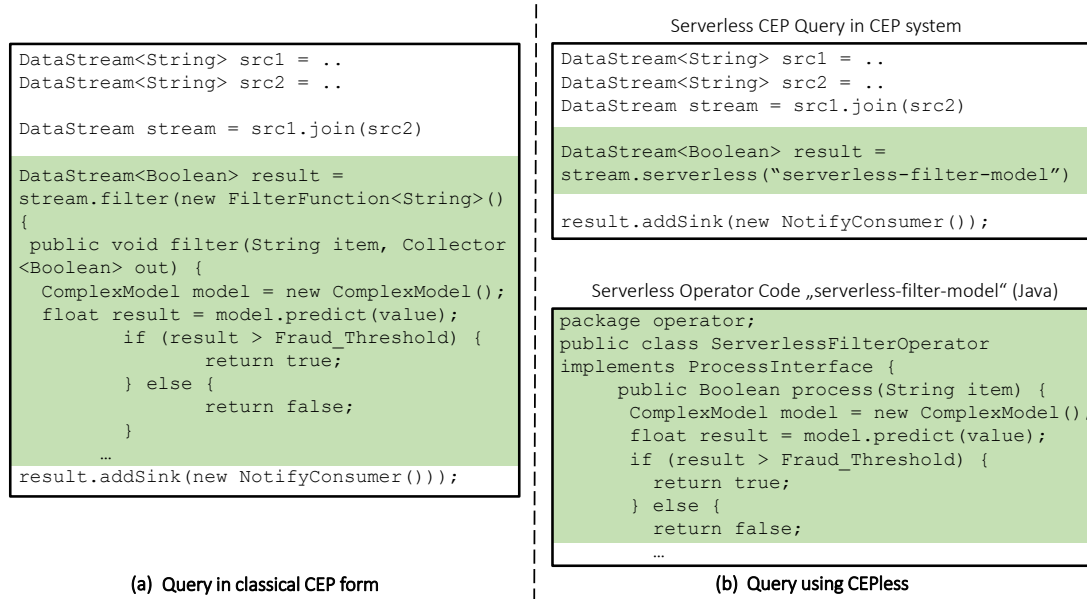 DataStream<String> src1 = ..
DataStream<String> src2 = ..
DataStream stream = src1.join(src2)
DataStream<Boolean> result =
stream.filter(new FilterFunction<String>()
{
public void filter(String item, Collector
<Boolean> out) {
ComplexModel model = new ComplexModel();
float result = model.predict(value);
if (result > Fraud_Threshold) {
return true;
} else {
return false;
}
…
result.addSink(new NotifyConsumer()));
(a) Query in classical CEP form
Serverless CEP Query in CEP system
DataStream<String> src1 = ..
DataStream<String> src2 = ..
DataStream stream = src1.join(src2)
DataStream<Boolean> result =
stream.serverless(“serverless-filter-model”)
result.addSink(new NotifyConsumer());
Serverless Operator Code „serverless-filter-model“ (Java)
package operator;
public class ServerlessFilterOperator
implements ProcessInterface {
public Boolean process(String item) {
ComplexModel model = new ComplexModel();
float result = model.predict(value);
if (result > Fraud_Threshold) {
return true;
} else {
return false;
…
(b) Query using CEPless